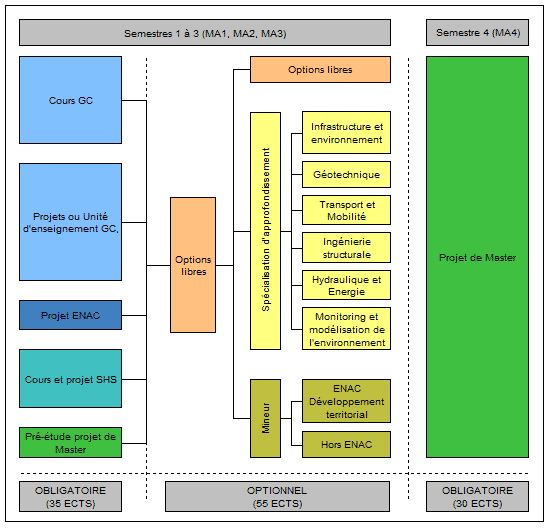 Semestres 1 à 3 (MA1, MA2, MA3)
Semestre 4 (MA4)
Cours GC
Projets ou Unité
d'enseignement GC,
Projet ENAC
Cours et projet SHS
Pré-étude projet de
Master
Options
libres
Options libres
Spécialisation d'approfondissement
Infrastructure et
environnement
Géotechnique
Transport et
Mobilité
Ingénierie
structurale
Hydraulique et
Energie
Monitoring et
modélisation de
l'environnement
Mineur
ENAC
Développement
territorial
Hors ENAC
Projet de Master
OBLIGATOIRE
(35 ECTS)
OPTIONNEL
(55 ECTS)
OBLIGATOIRE
(30 ECTS)